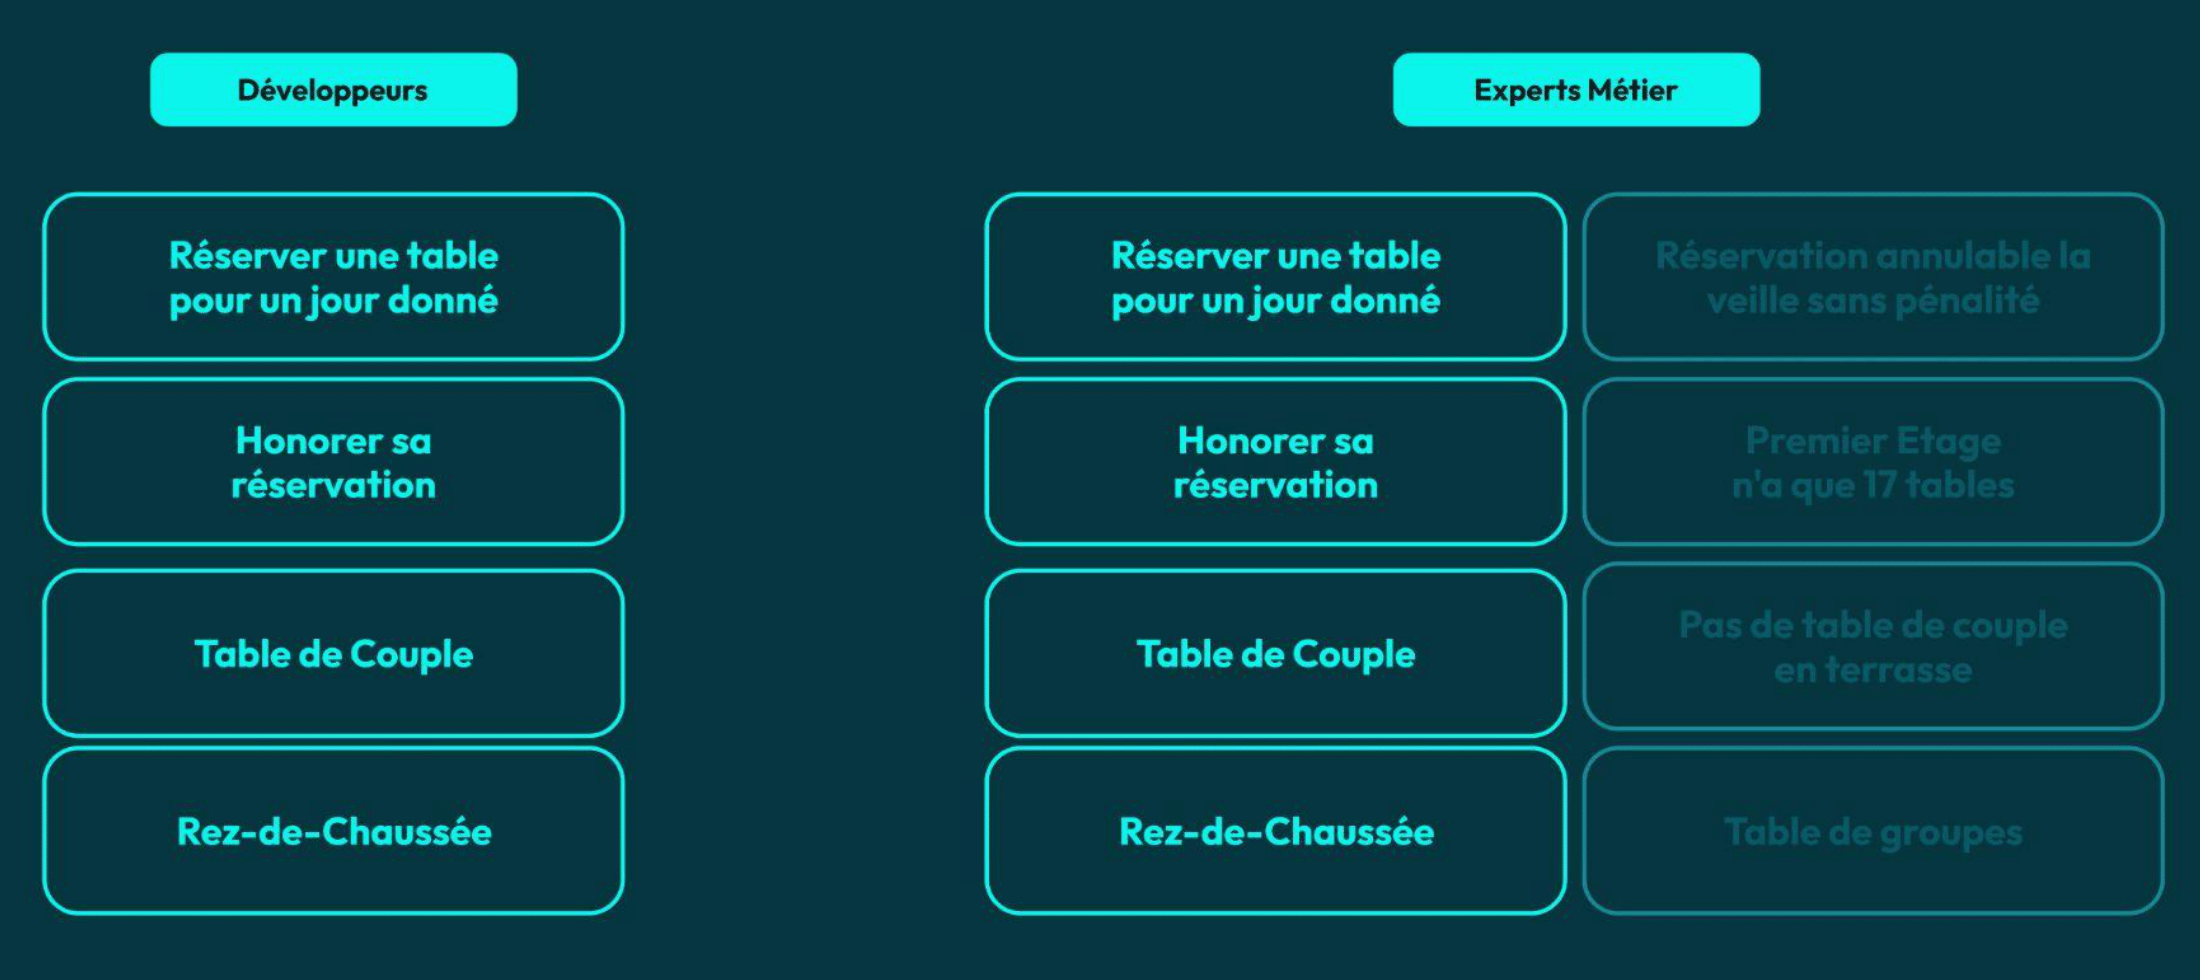 Développeurs
Experts Métier
Réserver une table
pour un jour donné
Honorer sa
réservation
Table de Couple
Rez-de-Chaussée
Réserver une table
pour un jour donné
Honorer sa
réservation
Table de Couple
Rez-de-Chaussée
Réservation annulable la
veille sans pénalité
Premier Etage
n'a que 17 tables
Pas de table de couple
en terrasse
Table de groupes